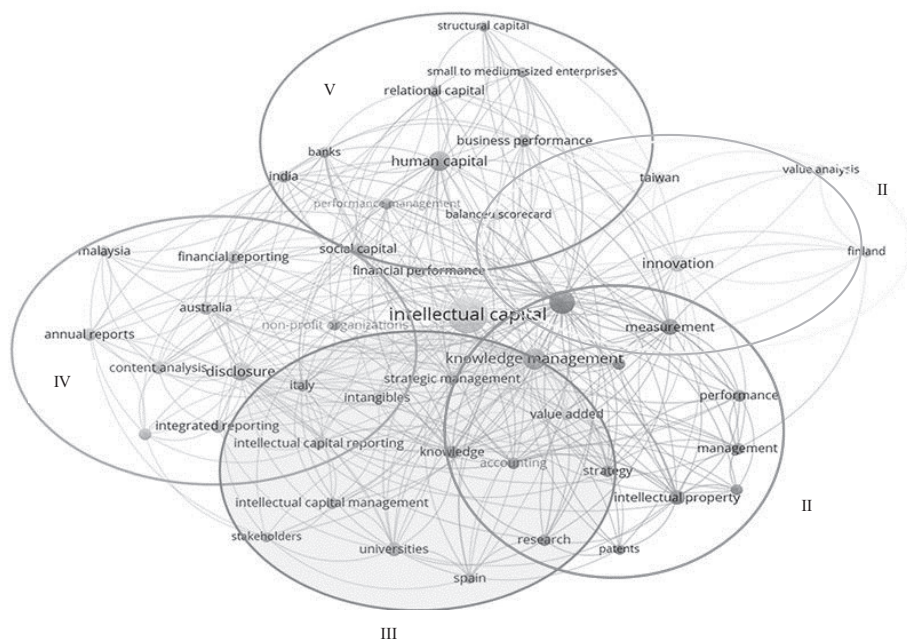 structural capital
small to medium-sized enterprises
V
relational capital
business performance
banks
human capital
value analysis
india
taiwan
II
performance management
balanced scorecard
malaysia
social capital
financial reporting
finland
financial performance
innovation
australia
intellectual capital
non-profit organizations
measurement
annual reports
knowledge management
content analysis
disclosure
strategic management
IV
italy
intangibles
performance
value added
integrated reporting
intellectual capital reporting
knowledge
management
accounting
strategy
intellectual property
intellectual capital management
II
stakeholders
research
universities
patents
spain
III